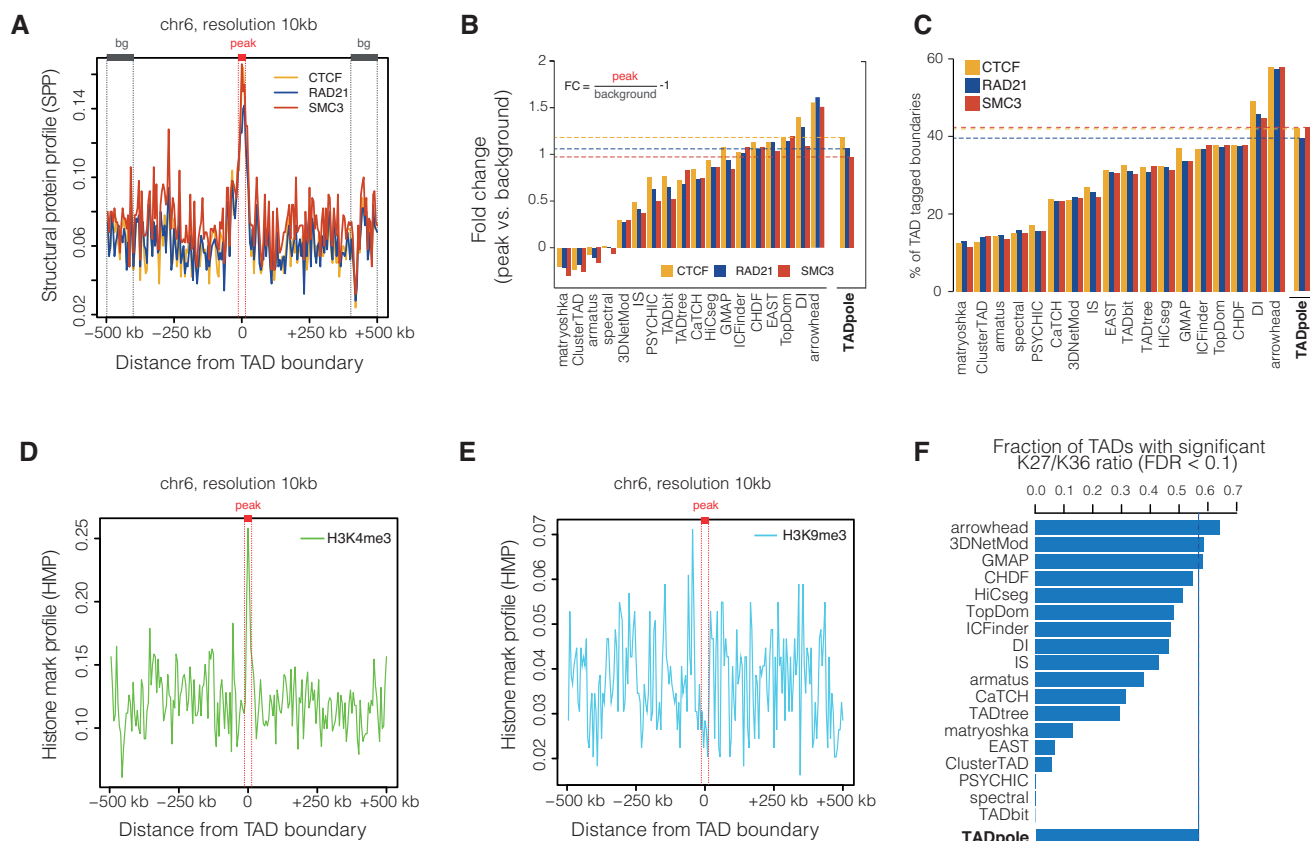 A
chr6, resolution 10kb
bg
peak
bg
CTCF
RAD21
SMC3
Structural protein profile (SPP)
0.02
0.06
0.10
0.14
−500 kb
−250 kb
0
+250 kb
+500 kb
Distance from TAD boundary
B
FC = peak / background -1
Fold change
(peak vs. background)
2
1.5
1
0.5
0
-0.5
CTCF
RAD21
SMC3
matryoshka
ClusterTAD
armatus
spectral
3DNetMod
IS
PSYCHIC
TADbit
TADtree
CaTCH
HiCseg
GMAP
ICFinder
CHDF
EAST
TopDom
DI
arrowhead
TADpole
C
% of TAD tagged boundaries
60
40
20
0
CTCF
RAD21
SMC3
matryoshka
ClusterTAD
armatus
spectral
PSYCHIC
CaTCH
3DNetMod
IS
EAST
TADbit
TADtree
HiCseg
GMAP
ICFinder
TopDom
CHDF
DI
arrowhead
TADpole
D
chr6, resolution 10kb
peak
H3K4me3
Histone mark profile (HMP)
0.10
0.15
0.20
0.25
−500 kb
−250 kb
0
+250 kb
+500 kb
Distance from TAD boundary
E
chr6, resolution 10kb
peak
H3K9me3
Histone mark profile (HMP)
0.02
0.03
0.04
0.05
0.06
0.07
−500 kb
−250 kb
0
+250 kb
+500 kb
Distance from TAD boundary
F
Fraction of TADs with significant
K27/K36 ratio (FDR < 0.1)
0.0 0.1 0.2 0.3 0.4 0.5 0.6 0.7
arrowhead
3DNetMod
GMAP
CHDF
HiCseg
TopDom
ICFinder
DI
IS
armatus
CaTCH
TADtree
matryoshka
EAST
ClusterTAD
PSYCHIC
spectral
TADbit
TADpole